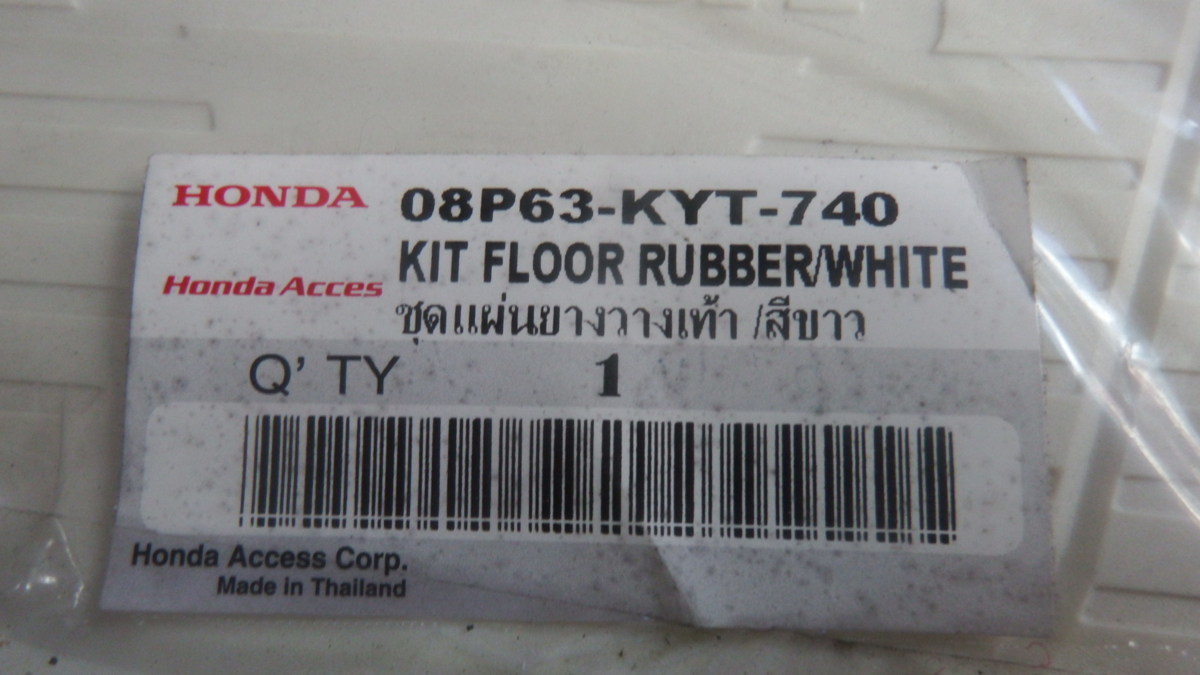 HONDA
08P63-KYT-740
KIT FLOOR RUBBER/WHITE
Honda Acces
ชุดแผ่นยางวางเท้า /สีขาว
Q' TY 1
Honda Access Corp.
Made in Thailand